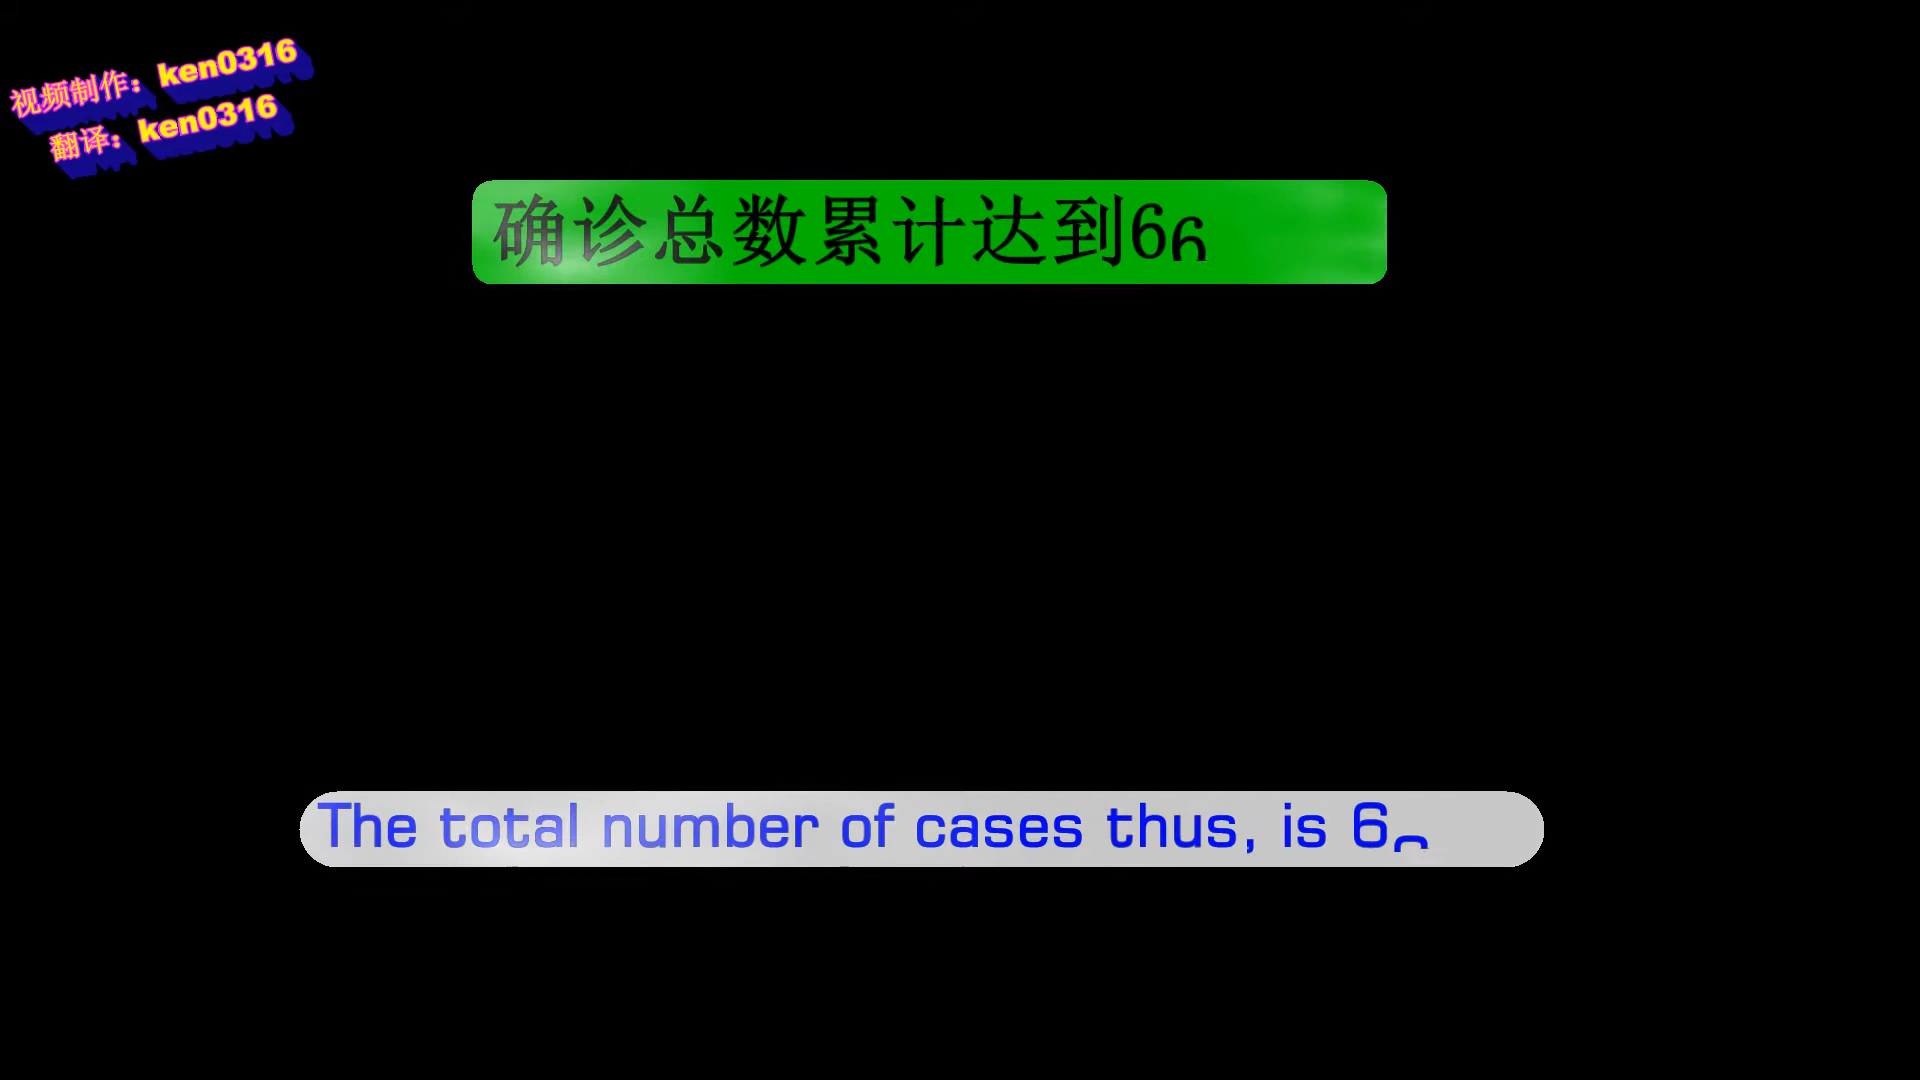 视频制作：ken0316
翻译：ken0316
确诊总数累计达到66
The total number of cases thus, is 6